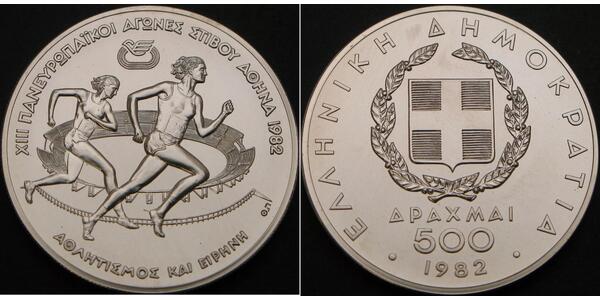 XIII ΠΑΝΕΥΡΩΠΑΪΚΟΙ ΑΓΩΝΕΣ ΣΤΙΒΟΥ ΑΘΗΝΑ 1982
Θ.Π
ΑΘΛΗΤΙΣΜΟΣ ΚΑΙ ΕΙΡΗΝΗ
ΕΛΛΗΝΙΚΗ ΔΗΜΟΚΡΑΤΙΑ
ΔΡΑΧΜΑΙ
500
· 1982 ·